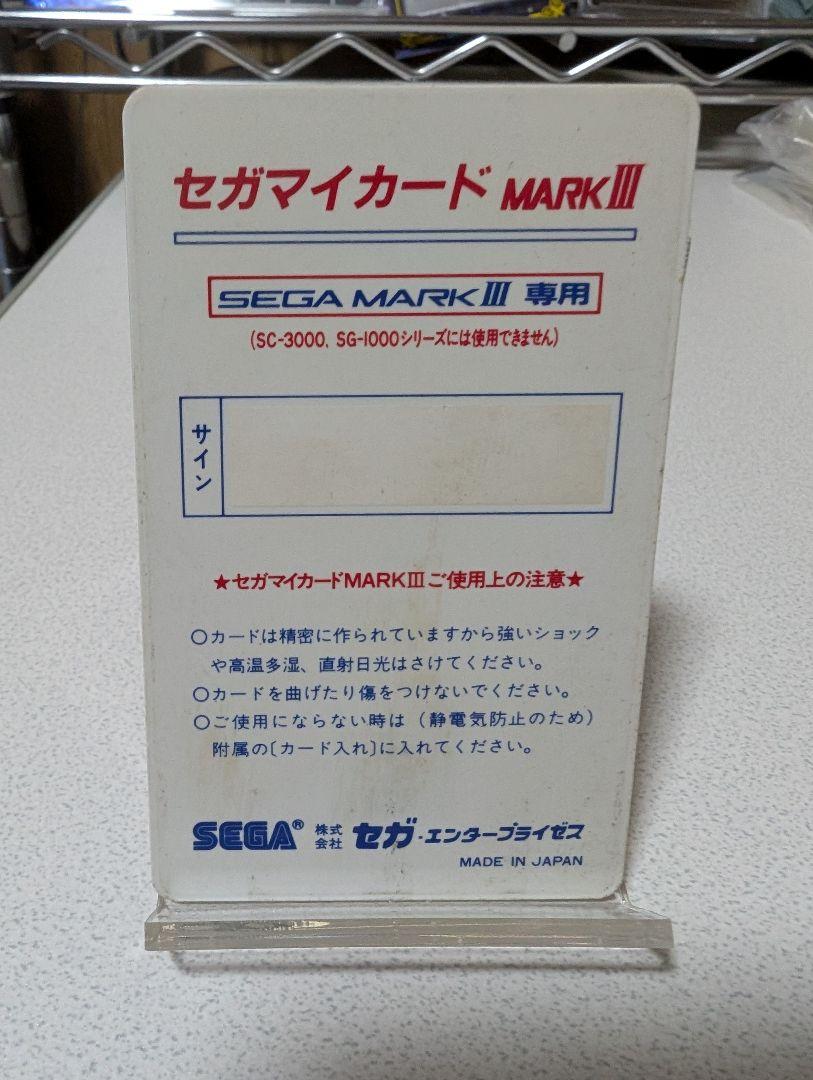 セガマイカード MARKⅢ
SEGA MARKⅢ 専用
(SC-3000、SG-1000シリーズには使用できません)
サイン
★セガマイカードMARKⅢご使用上の注意★
○カードは精密に作られていますから強いショック
や高温多湿、直射日光はさけてください。
○カードを曲げたり傷をつけないでください。
○ご使用にならない時は(静電気防止のため)
附属の〔カード入れ〕に入れてください。
SEGA® 株式会社 セガ・エンタープライゼス
MADE IN JAPAN